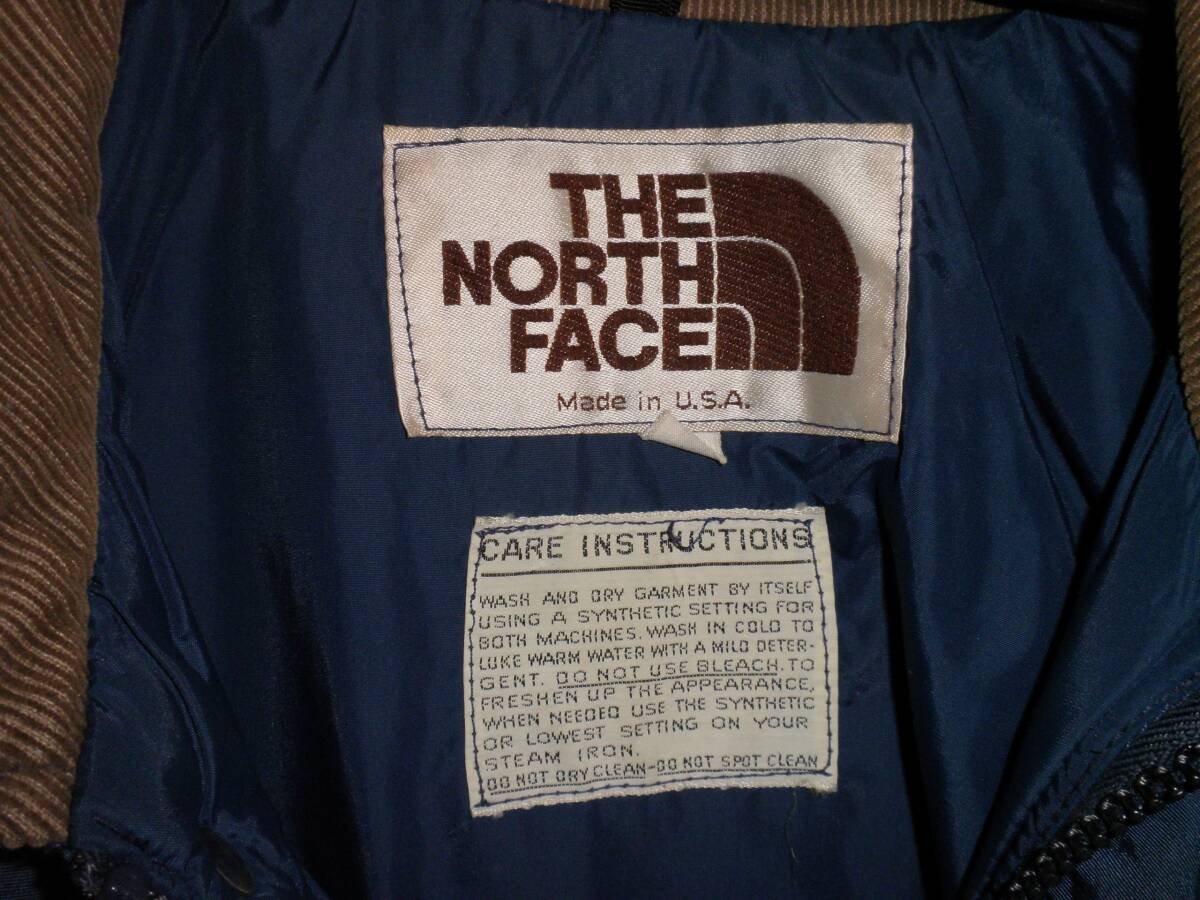 THE
NORTH
FACE
Made in U.S.A.
CARE INSTRUCTIONS
WASH AND DRY GARMENT BY ITSELF
USING A SYNTHETIC SETTING FOR
BOTH MACHINES. WASH IN COLD TO
LUKE WARM WATER WITH A MILD DETER-
GENT. DO NOT USE BLEACH. TO
FRESHEN UP THE APPEARANCE,
WHEN NEEDED USE THE SYNTHETIC
OR LOWEST SETTING ON YOUR
STEAM IRON.
DO NOT DRY CLEAN-DO NOT SPOT CLEAN